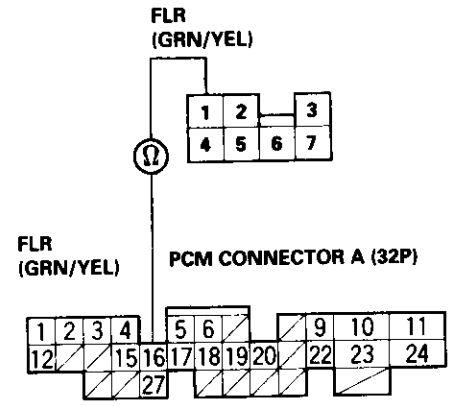 FLR
(GRN/YEL)
1 2 3
4 5 6 7
Ω
FLR
(GRN/YEL)
PCM CONNECTOR A (32P)
1 2 3 4 5 6 9 10 11
12 15 16 17 18 19 20 22 23 24
27